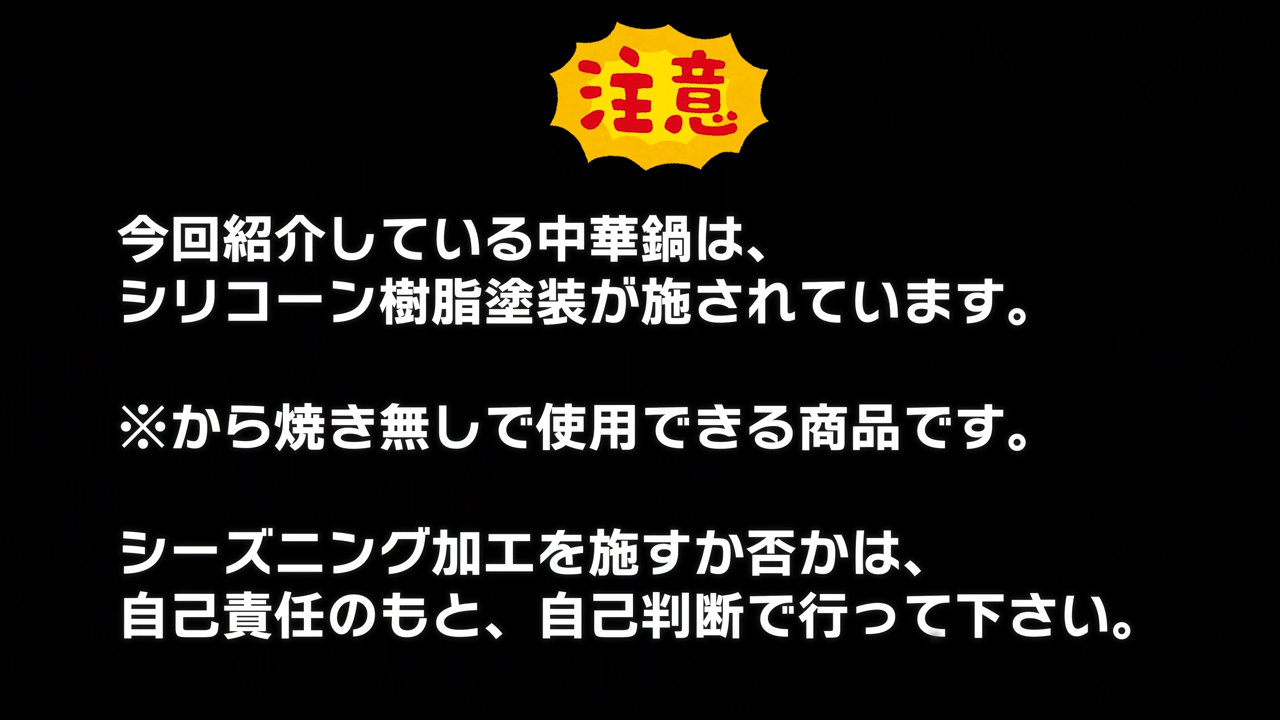 注意
今回紹介している中華鍋は、
シリコーン樹脂塗装が施されています。
※から焼き無しで使用できる商品です。
シーズニング加工を施すか否かは、
自己責任のもと、自己判断で行って下さい。